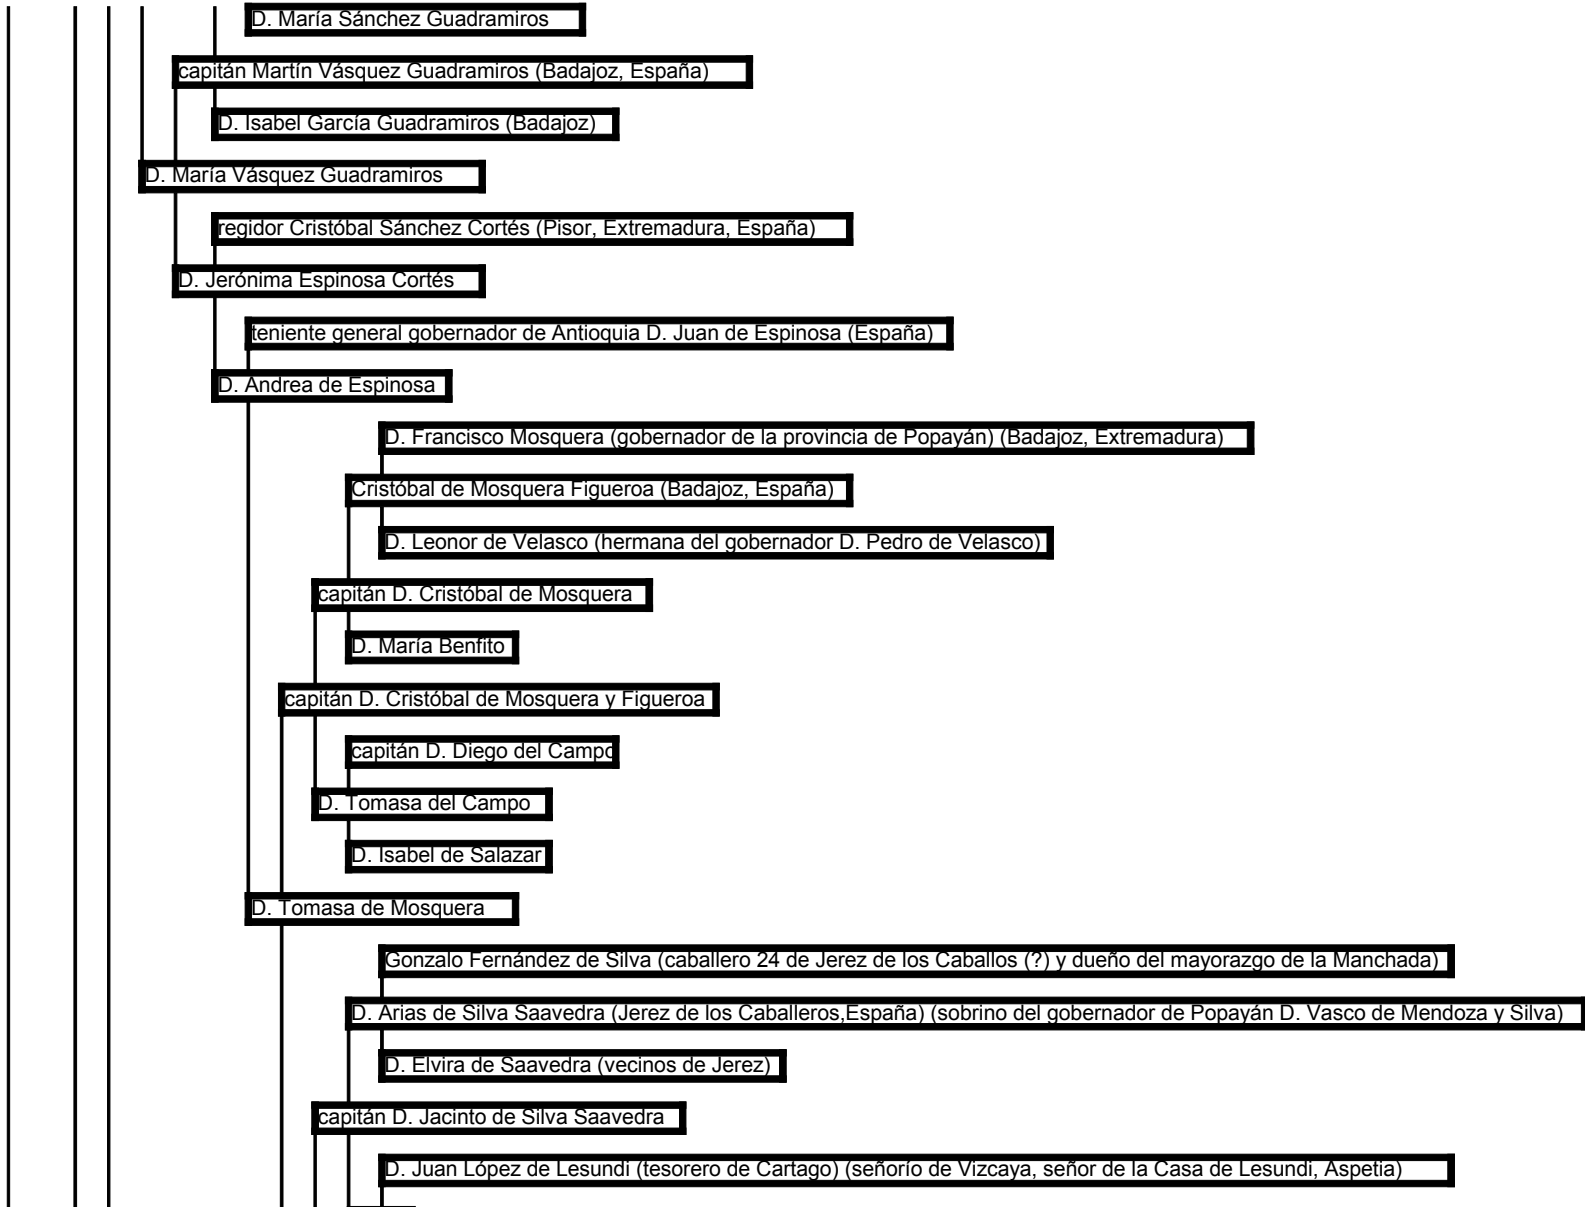 D. María Sánchez Guadramiros
capitán Martín Vásquez Guadramiros (Badajoz, España)
D. Isabel García Guadramiros (Badajoz)
D. María Vásquez Guadramiros
regidor Cristóbal Sánchez Cortés (Pisor, Extremadura, España)
D. Jerónima Espinosa Cortés
teniente general gobernador de Antioquia D. Juan de Espinosa (España)
D. Andrea de Espinosa
D. Francisco Mosquera (gobernador de la provincia de Popayán) (Badajoz, Extremadura)
Cristóbal de Mosquera Figueroa (Badajoz, España)
D. Leonor de Velasco (hermana del gobernador D. Pedro de Velasco)
capitán D. Cristóbal de Mosquera
D. María Benfito
capitán D. Cristóbal de Mosquera y Figueroa
capitán D. Diego del Campo
D. Tomasa del Campo
D. Isabel de Salazar
D. Tomasa de Mosquera
Gonzalo Fernández de Silva (caballero 24 de Jerez de los Caballos (?) y dueño del mayorazgo de la Manchada)
D. Arias de Silva Saavedra (Jerez de los Caballeros,España) (sobrino del gobernador de Popayán D. Vasco de Mendoza y Silva)
D. Elvira de Saavedra (vecinos de Jerez)
capitán D. Jacinto de Silva Saavedra
D. Juan López de Lesundi (tesorero de Cartago) (señorío de Vizcaya, señor de la Casa de Lesundi, Aspetia)